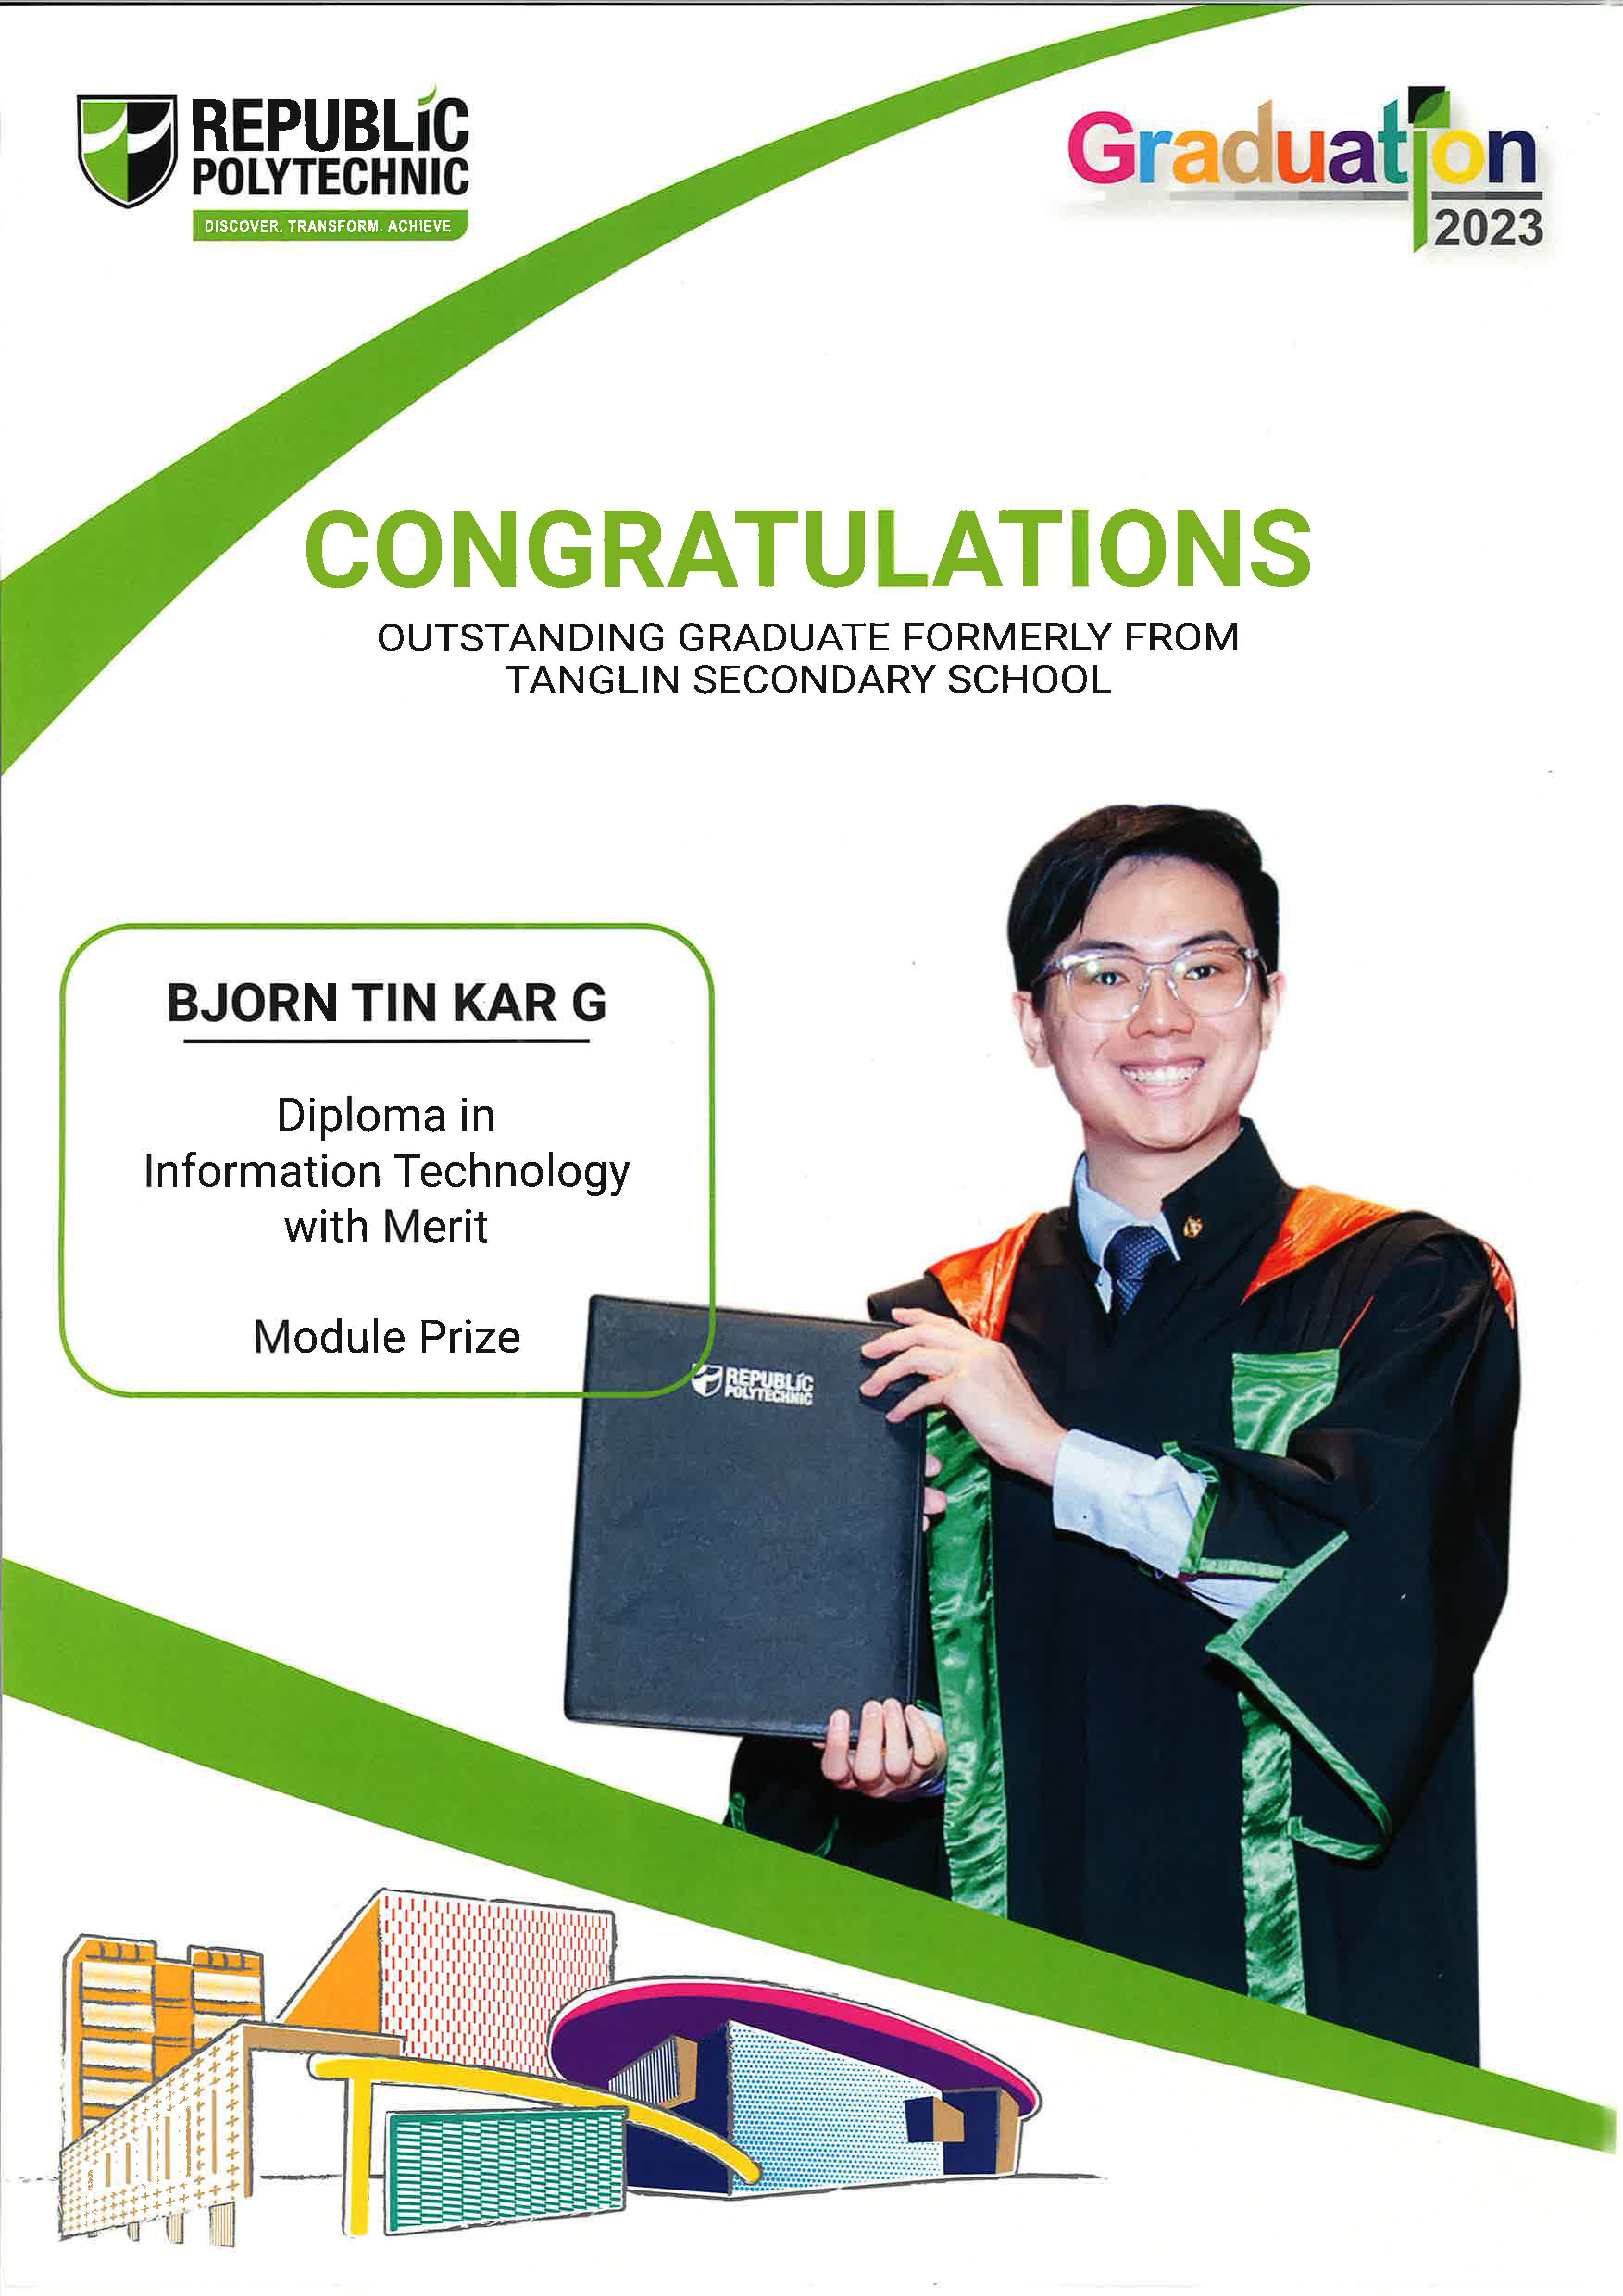 REPUBLIC
POLYTECHNIC
DISCOVER. TRANSFORM. ACHIEVE
Graduation
2023
CONGRATULATIONS
OUTSTANDING GRADUATE FORMERLY FROM
TANGLIN SECONDARY SCHOOL
BJORN TIN KAR G
Diploma in
Information Technology
with Merit
Module Prize
REPUBLIC
POLYTECHNIC